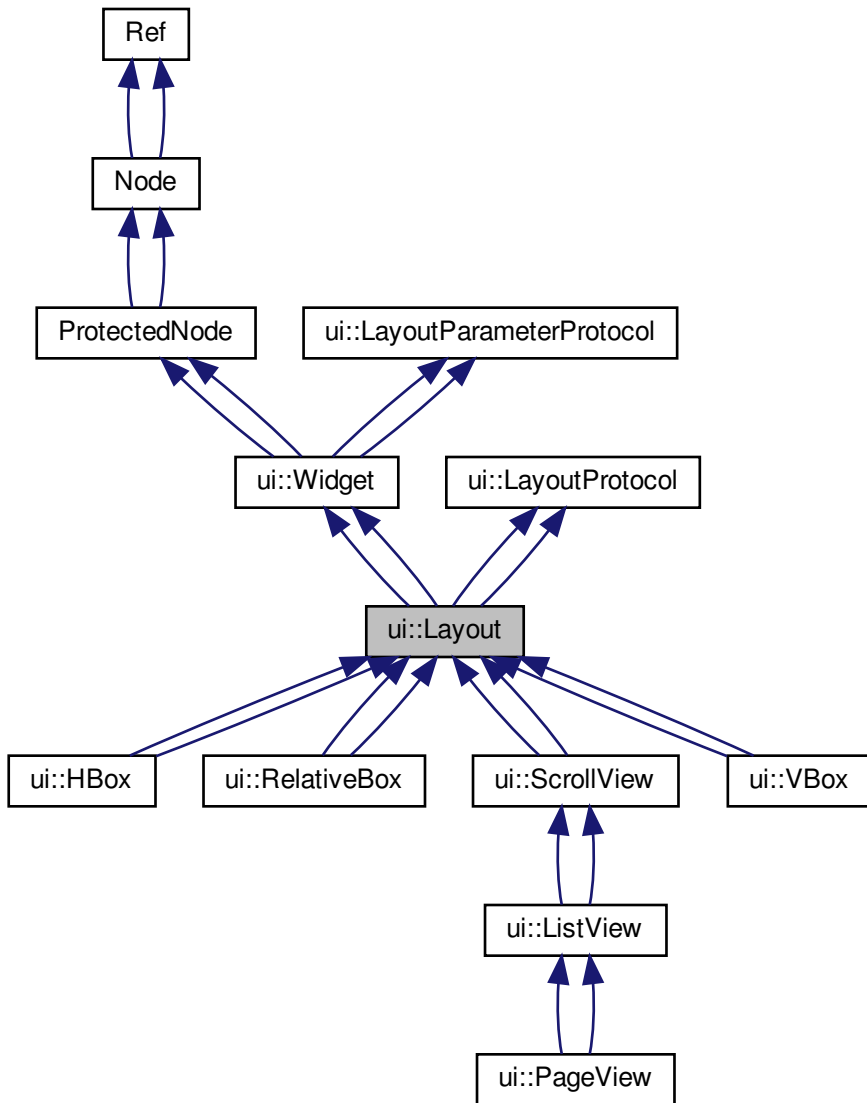 Ref
Node
ProtectedNode
ui::LayoutParameterProtocol
ui::Widget
ui::LayoutProtocol
ui::Layout
ui::HBox
ui::RelativeBox
ui::ScrollView
ui::VBox
ui::ListView
ui::PageView